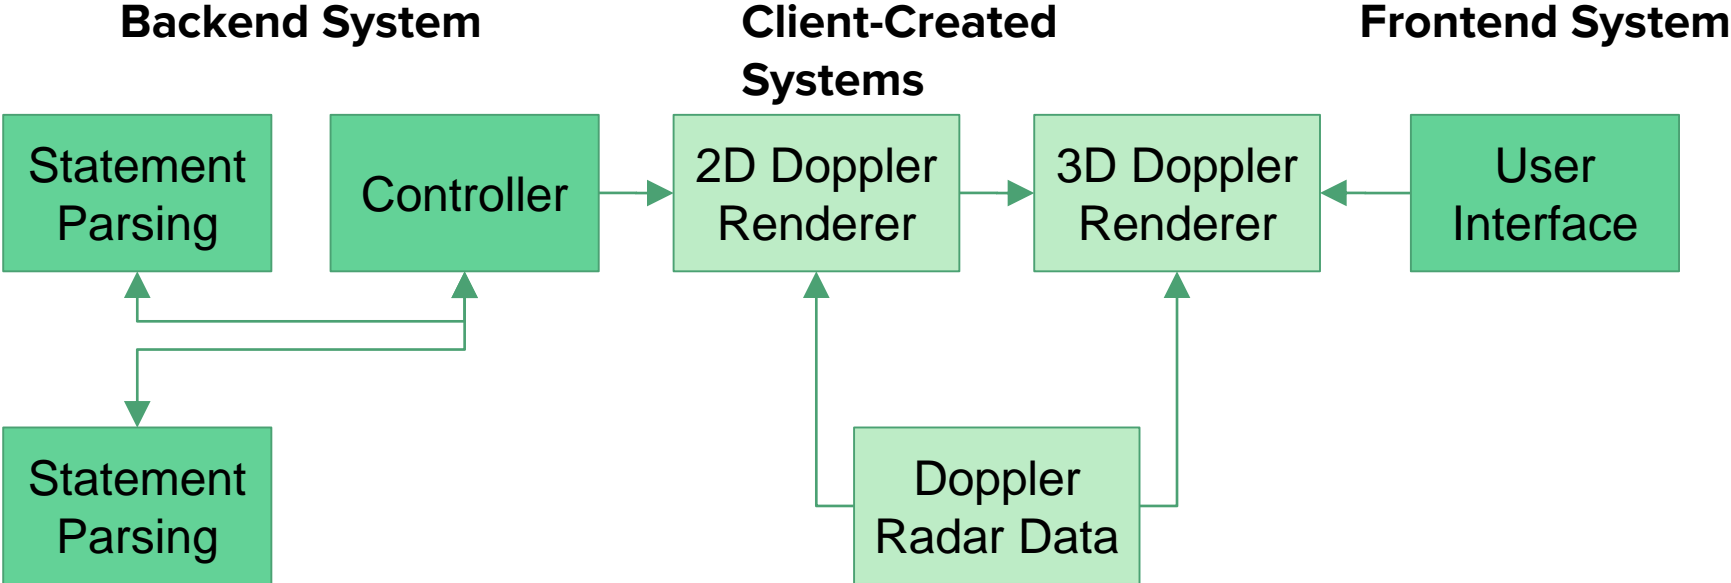 Backend System
Client-Created
Systems
Frontend System
Statement
Parsing
Controller
2D Doppler
Renderer
3D Doppler
Renderer
User
Interface
Statement
Parsing
Doppler
Radar Data